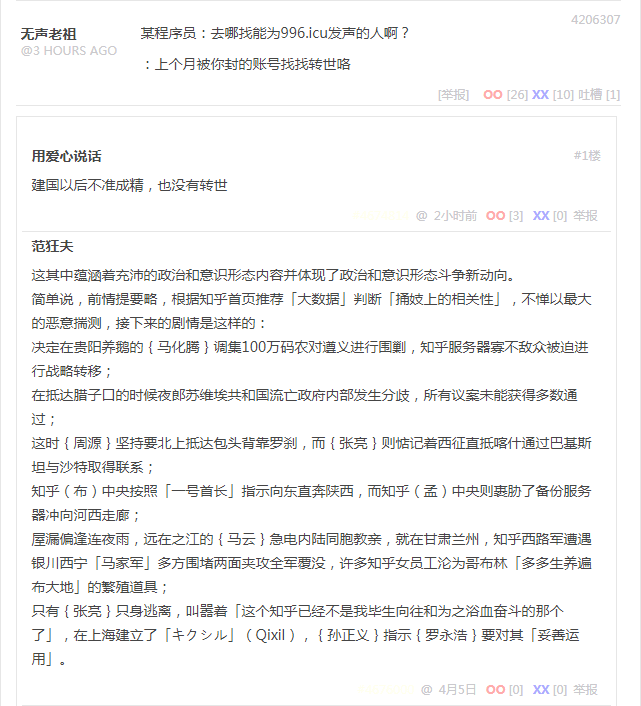 4206307
无声老祖
@3 HOURS AGO
某程序员：去哪找能为996.icu发声的人啊？
：上个月被你封的账号找找转世咯
[举报] OO [26] XX [10] 吐槽 [1]
用爱心说话
#1楼
建国以后不准成精，也没有转世
@ 2小时前 OO [3] XX [0] 举报
范狂夫
这其中蕴涵着充沛的政治和意识形态内容并体现了政治和意识形态斗争新动向。
简单说，前情提要略，根据知乎首页推荐「大数据」判断「捅妓上的相关性」，不惮以最大
的恶意揣测，接下来的剧情是这样的：
决定在贵阳养鹅的｛马化腾｝调集100万码农对遵义进行围剿，知乎服务器寡不敌众被迫进
行战略转移；
在抵达腊子口的时候夜郎苏维埃共和国流亡政府内部发生分歧，所有议案未能获得多数通
过；
这时｛周源｝坚持要北上抵达包头背靠罗刹，而｛张亮｝则惦记着西征直抵喀什通过巴基斯
坦与沙特取得联系；
知乎（布）中央按照「一号首长」指示向东直奔陕西，而知乎（孟）中央则裹胁了备份服务
器冲向河西走廊；
屋漏偏逢连夜雨，远在之江的｛马云｝急电内陆同胞教亲，就在甘肃兰州，知乎西路军遭遇
银川西宁「马家军」多方围堵两面夹攻全军覆没，许多知乎女员工沦为哥布林「多多生养遍
布大地」的繁殖道具；
只有｛张亮｝只身逃离，叫嚣着「这个知乎已经不是我毕生向往和为之浴血奋斗的那个
了」，在上海建立了「キクシル」（Qixil），｛孙正义｝指示｛罗永浩｝要对其「妥善运
用」。
@ 4月5日 OO [0] XX [0] 举报